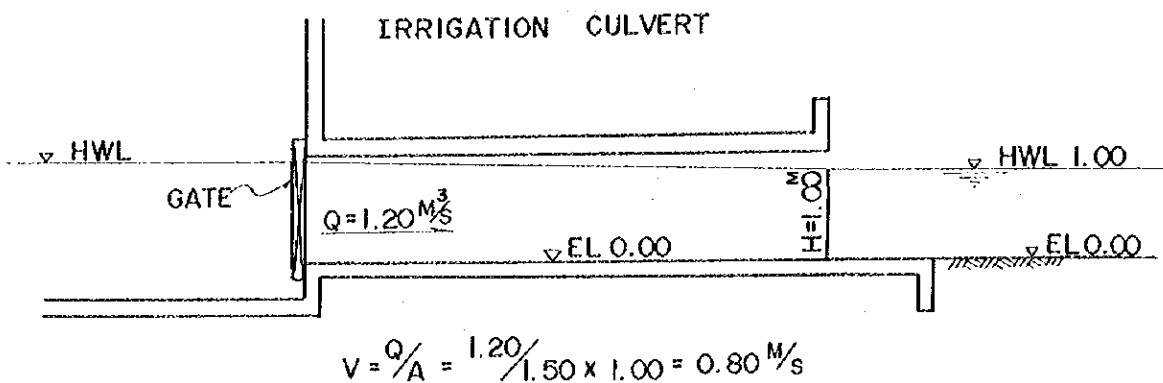 IRRIGATION CULVERT
HWL
HWL 1.00
GATE
Q=1.20 M³/S
H=1.00 M
EL 0.00
EL 0.00
V = Q/A = 1.20/1.50 x 1.00 = 0.80 M/S